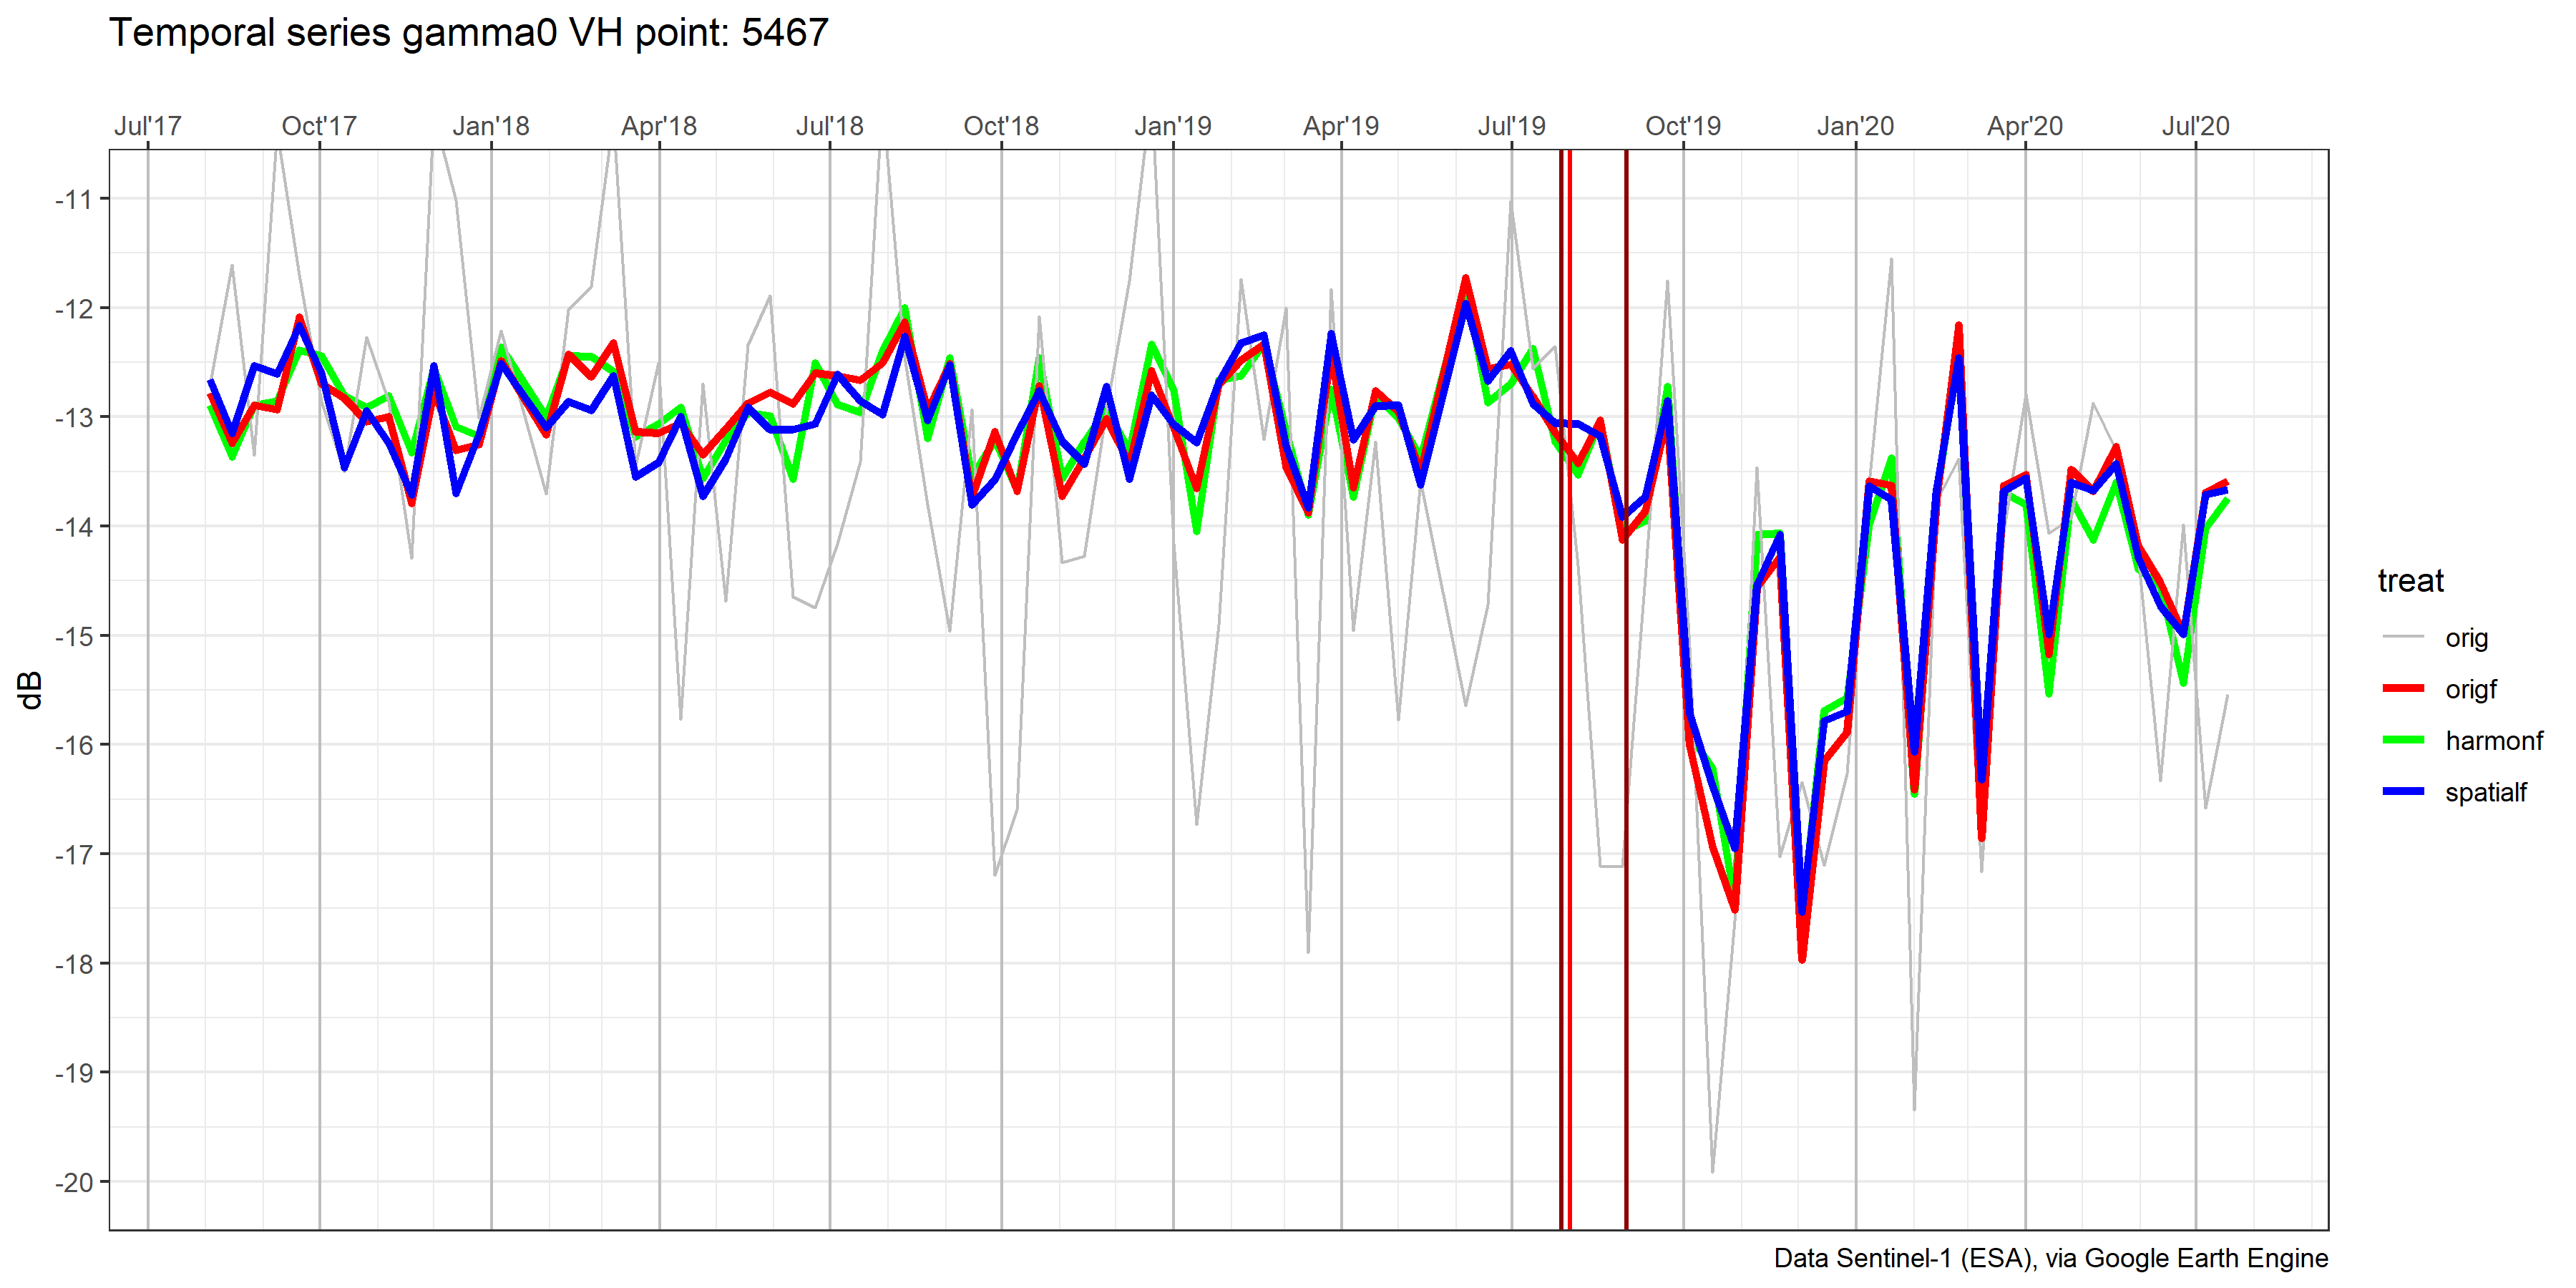 Temporal series gamma0 VH point: 5467
Jul'17 Oct'17 Jan'18 Apr'18 Jul'18 Oct'18 Jan'19 Apr'19 Jul'19 Oct'19 Jan'20 Apr'20 Jul'20
-11
-12
-13
-14
-15
-16
-17
-18
-19
-20
dB
treat
orig
origf
harmonf
spatialf
Data Sentinel-1 (ESA), via Google Earth Engine